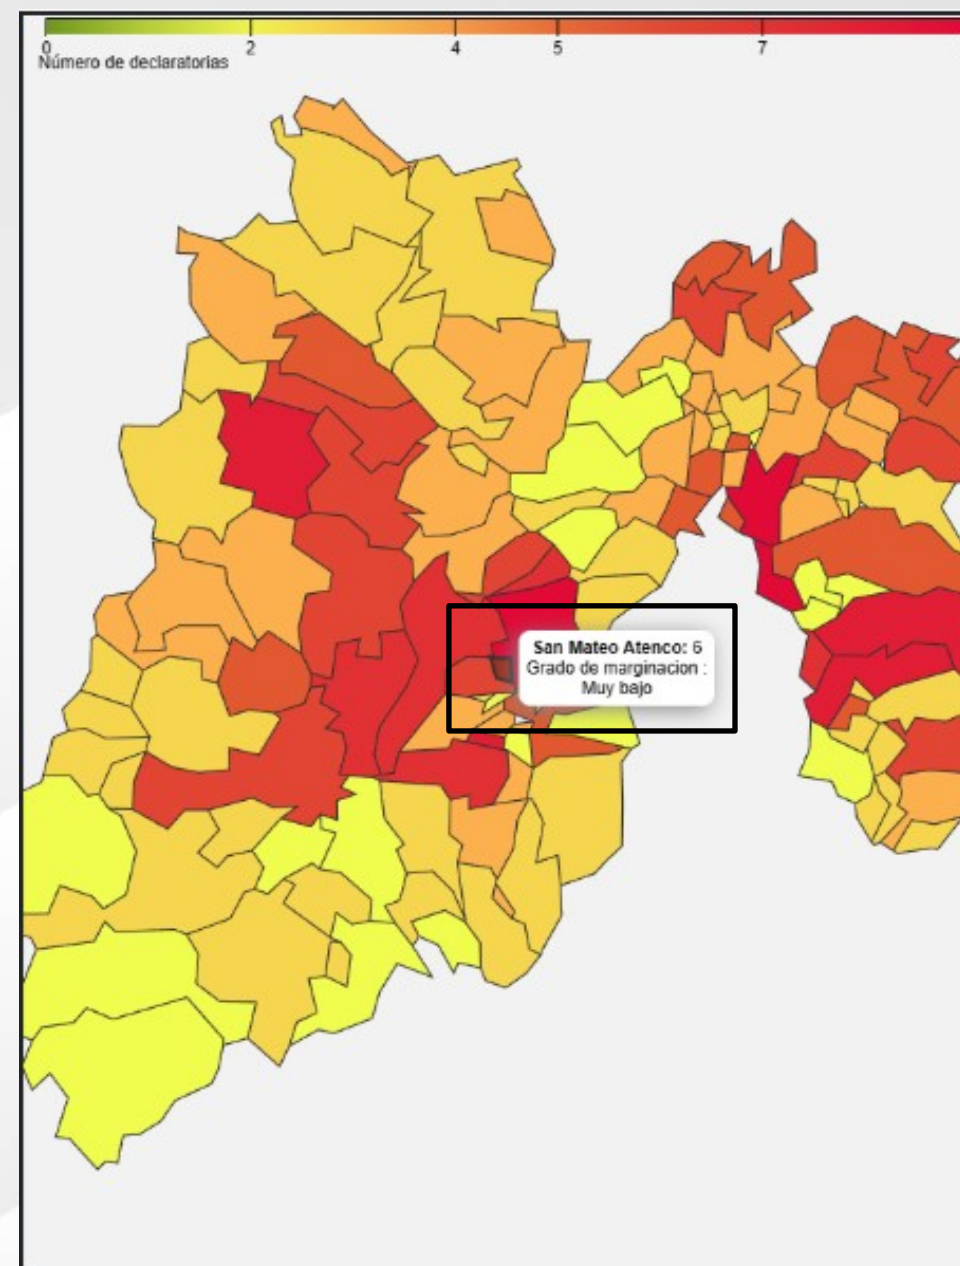 0 2 4 5 7
Número de declaratorias
San Mateo Atenco: 6
Grado de marginacion :
Muy bajo